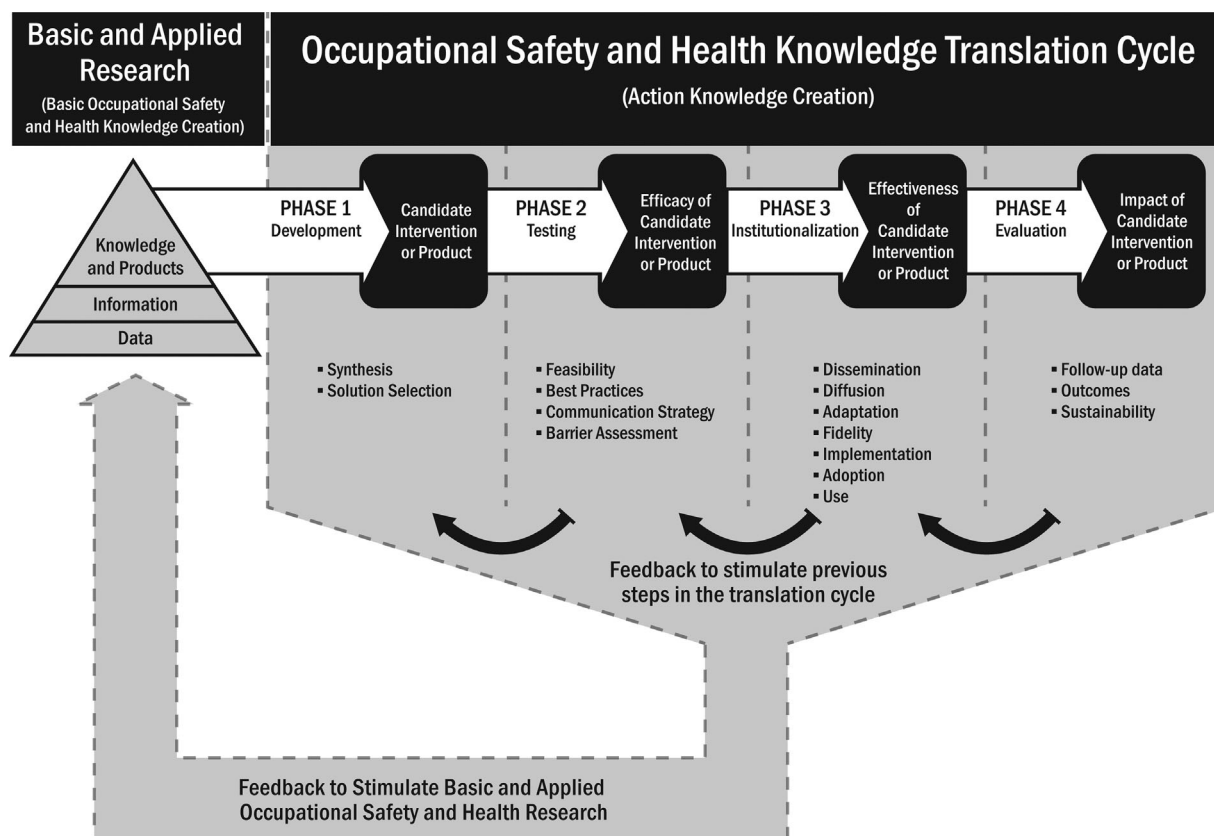 Basic and Applied
Research
(Basic Occupational Safety
and Health Knowledge Creation)
Occupational Safety and Health Knowledge Translation Cycle
(Action Knowledge Creation)
Knowledge
and Products
Information
Data
PHASE 1
Development
Candidate
Intervention
or Product
PHASE 2
Testing
Efficacy of
Candidate
Intervention
or Product
PHASE 3
Institutionalization
Effectiveness
of
Candidate
Intervention
or Product
PHASE 4
Evaluation
Impact of
Candidate
Intervention
or Product
▪ Synthesis
▪ Solution Selection
▪ Feasibility
▪ Best Practices
▪ Communication Strategy
▪ Barrier Assessment
▪ Dissemination
▪ Diffusion
▪ Adaptation
▪ Fidelity
▪ Implementation
▪ Adoption
▪ Use
▪ Follow-up data
▪ Outcomes
▪ Sustainability
Feedback to stimulate previous
steps in the translation cycle
Feedback to Stimulate Basic and Applied
Occupational Safety and Health Research